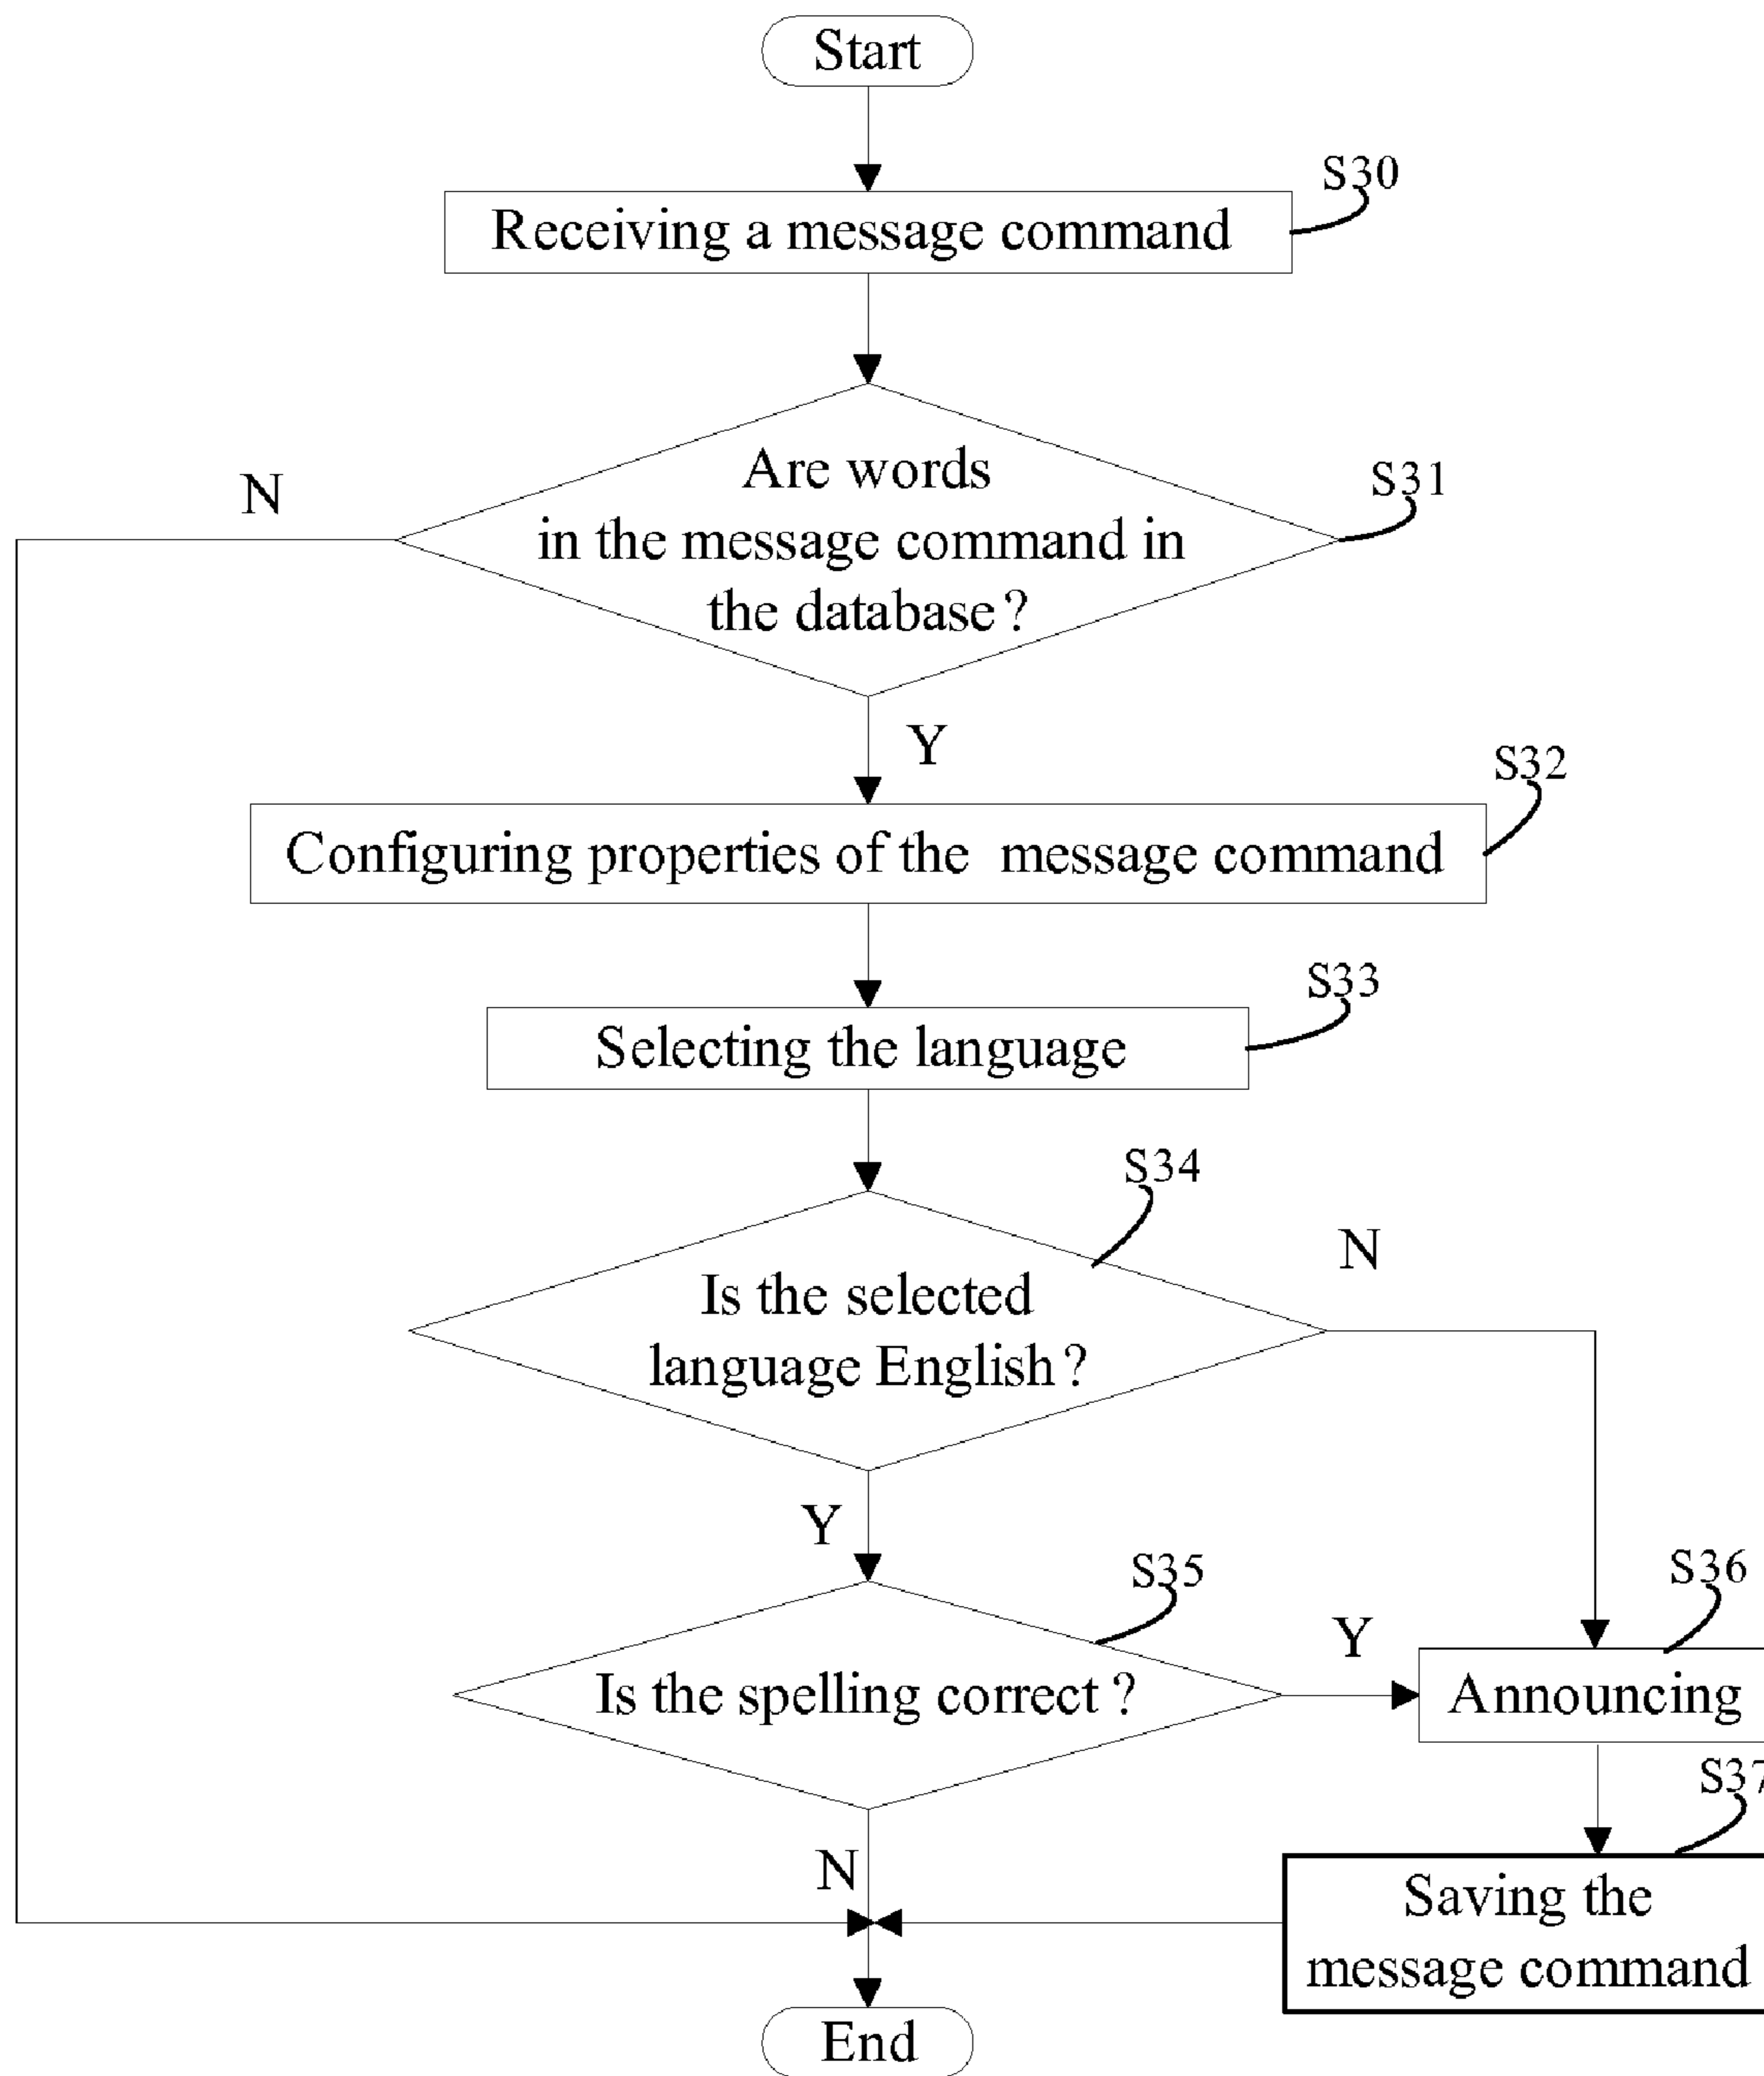 Start
S30
Receiving a message command
S31
N
Are words
in the message command in
the database ?
Y
S32
Configuring properties of the message command
S33
Selecting the language
S34
N
Is the selected
language English ?
Y
S35
S36
Y
Is the spelling correct ?
Announcing
S37
N
Saving the
message command
End